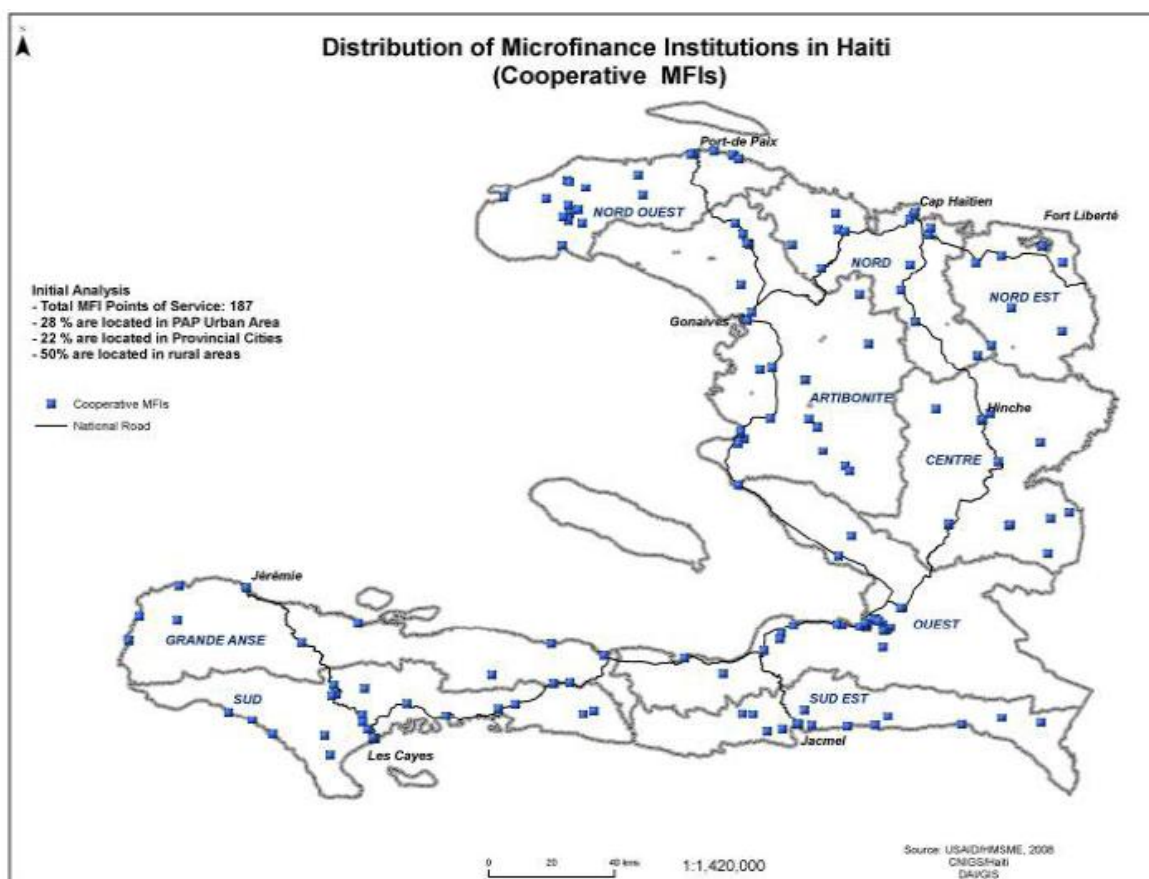 N
Distribution of Microfinance Institutions in Haiti
(Cooperative MFIs)
Port-de Paix
Cap Haitien
NORD OUEST
Fort Liberté
NORD
Initial Analysis
- Total MFI Points of Service: 187
- 28 % are located in PAP Urban Area
- 22 % are located in Provincial Cities
- 50% are located in rural areas
NORD EST
Gonaives
Cooperative MFIs
National Road
ARTIBONITE
Hinche
CENTRE
Jérémie
GRANDE ANSE
OUEST
SUD
SUD EST
Jacmel
Les Cayes
0 20 40 kms
1:1,420,000
Source: USAID/HMSME, 2008
CNIGS/Haiti
DAI/GIS